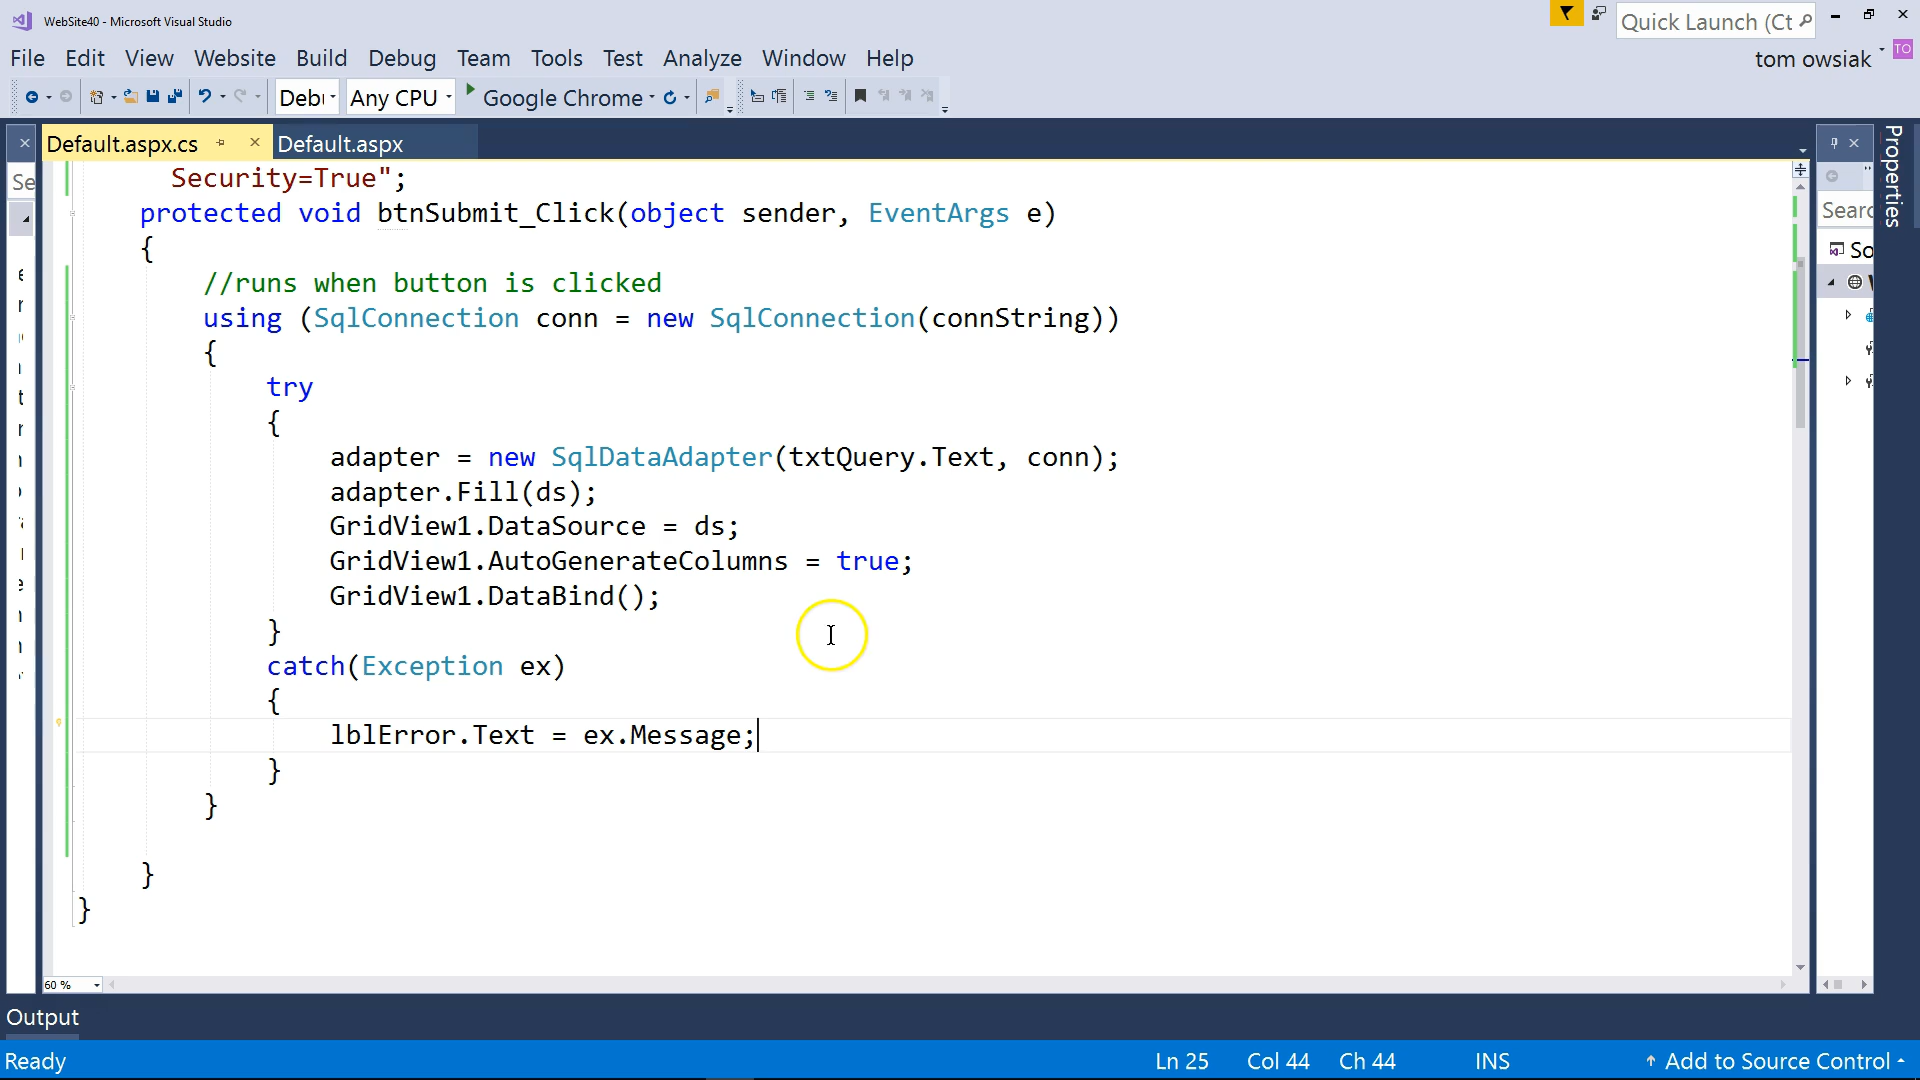 WebSite40 - Microsoft Visual Studio
Quick Launch (Ct
File Edit View Website Build Debug Team Tools Test Analyze Window Help
tom owsiak TO
Any CPU Google Chrome
Default.aspx.cs Default.aspx
Properties
Security=True";
protected void btnSubmit_Click(object sender, EventArgs e)
{
//runs when button is clicked
using (SqlConnection conn = new SqlConnection(connString))
{
try
{
adapter = new SqlDataAdapter(txtQuery.Text, conn);
adapter.Fill(ds);
GridView1.DataSource = ds;
GridView1.AutoGenerateColumns = true;
GridView1.DataBind();
}
catch(Exception ex)
{
lblError.Text = ex.Message;
}
}
}
}
60 %
Output
Ready Ln 25 Col 44 Ch 44 INS Add to Source Control